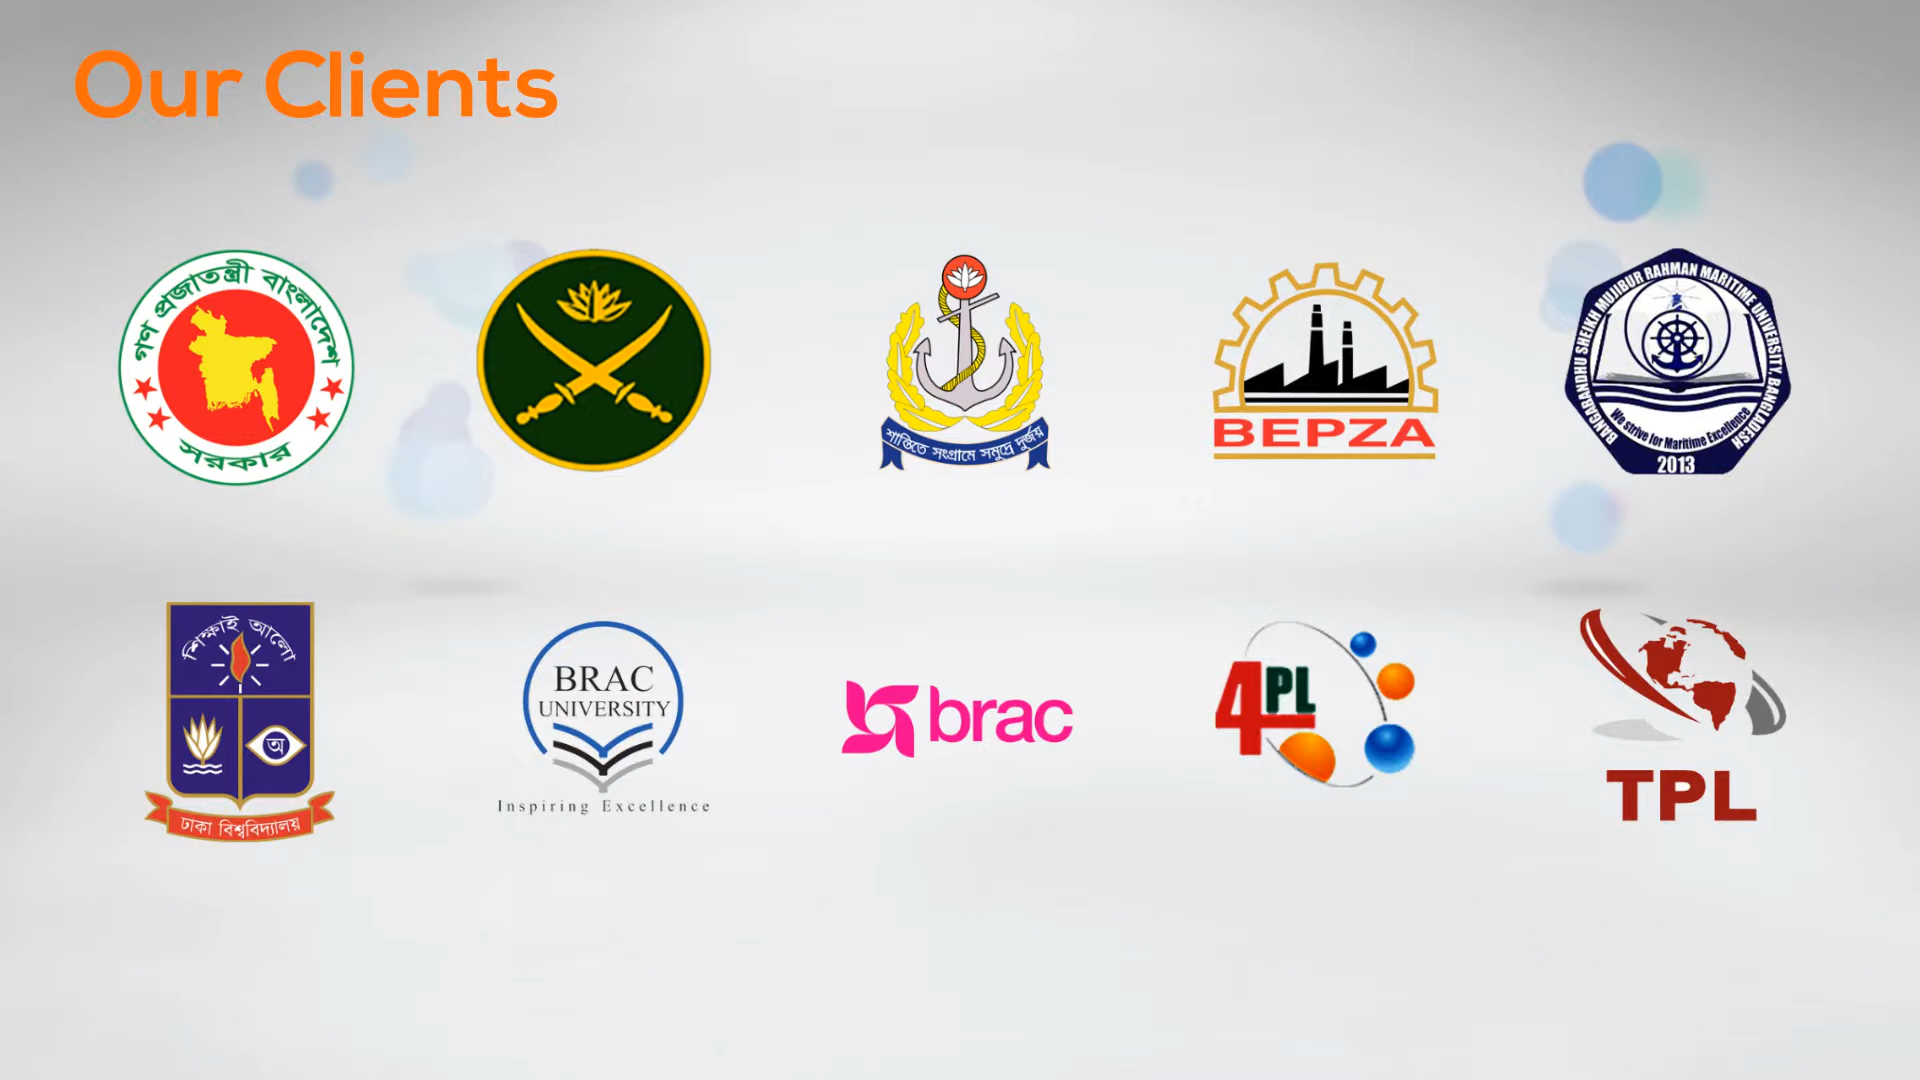 Our Clients
গণ প্রজাতন্ত্রী বাংলাদেশ
সরকার
শান্তিতে সংগ্রামে সমুদ্রে দুর্জয়
BEPZA
BANGABANDHU SHEIKH MUJIBUR RAHMAN MARITIME UNIVERSITY, BANGLADESH
We strive for Maritime Excellence
2013
শিক্ষাই আলো
অ
ঢাকা বিশ্ববিদ্যালয়
BRAC
UNIVERSITY
Inspiring Excellence
brac
4PL
TPL